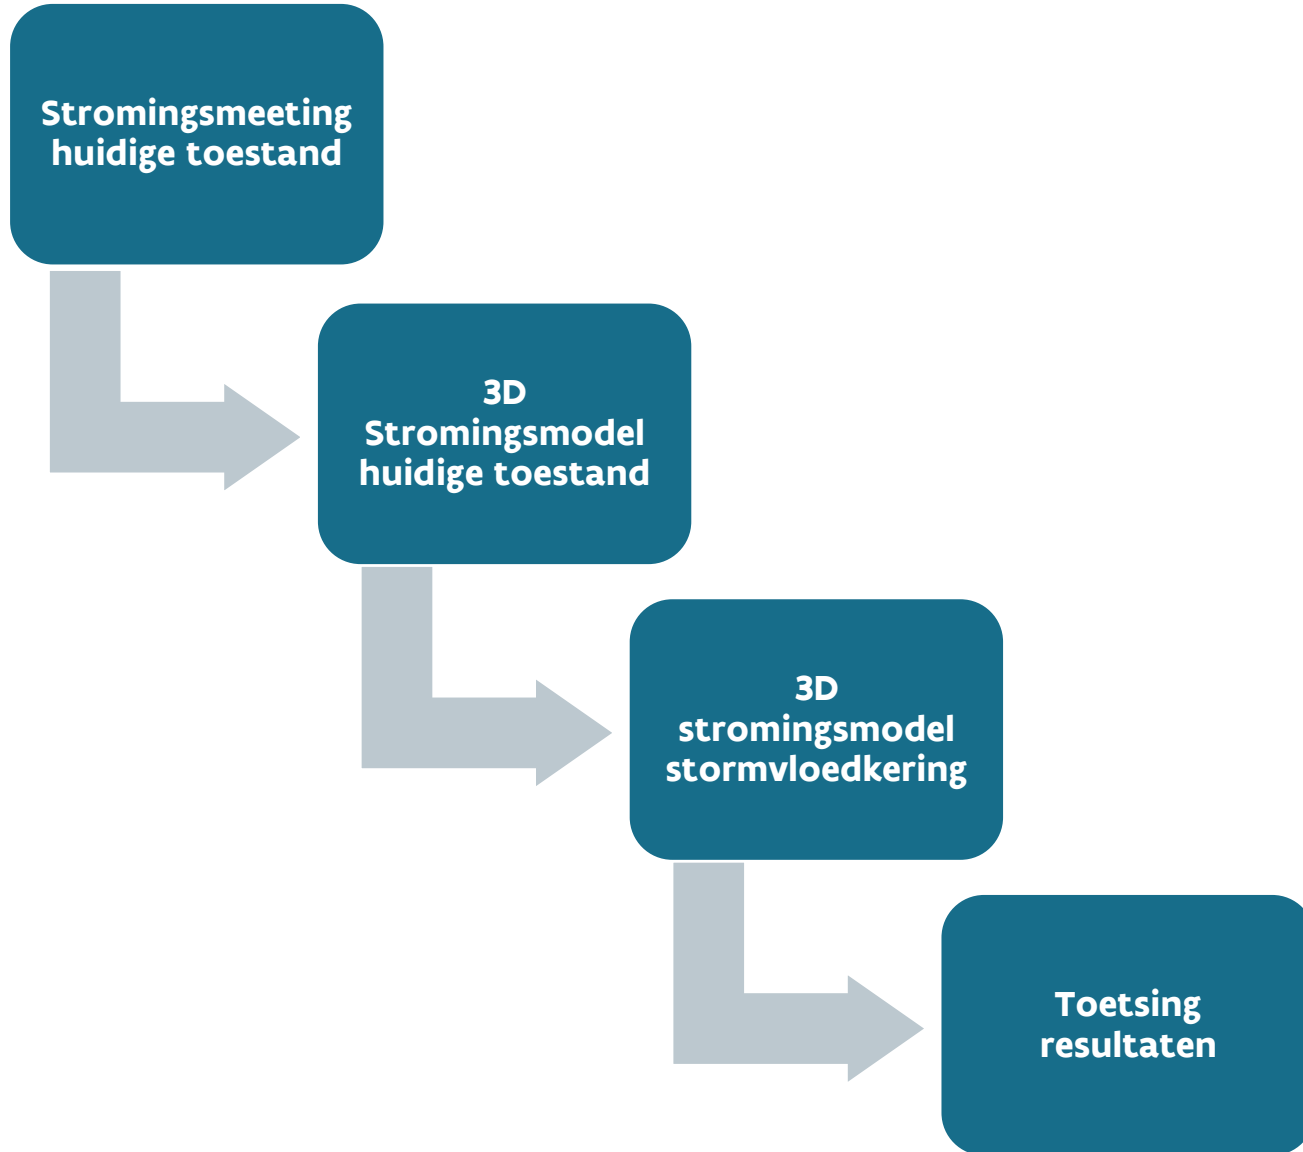 Stromingsmeeting
huidige toestand
3D
Stromingsmodel
huidige toestand
3D
stromingsmodel
stormvloedkering
Toetsing
resultaten